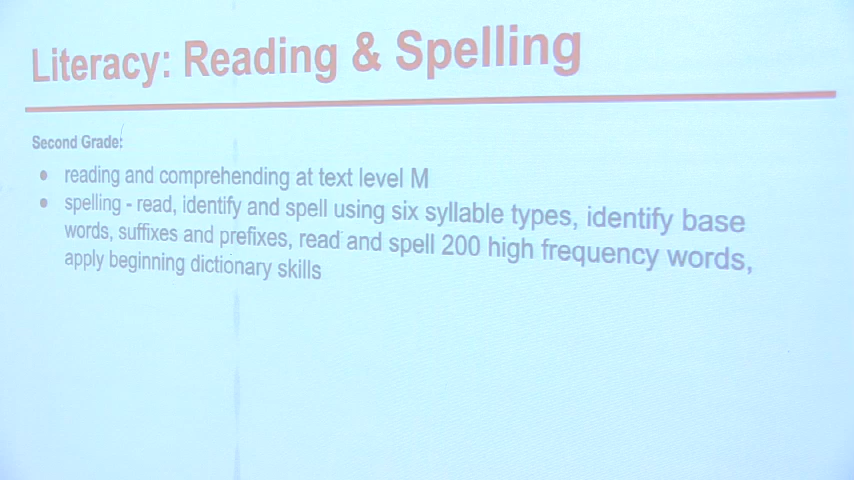 Literacy: Reading & Spelling
Second Grade:
• reading and comprehending at text level M
• spelling - read, identify and spell using six syllable types, identify base
words, suffixes and prefixes, read and spell 200 high frequency words,
apply beginning dictionary skills